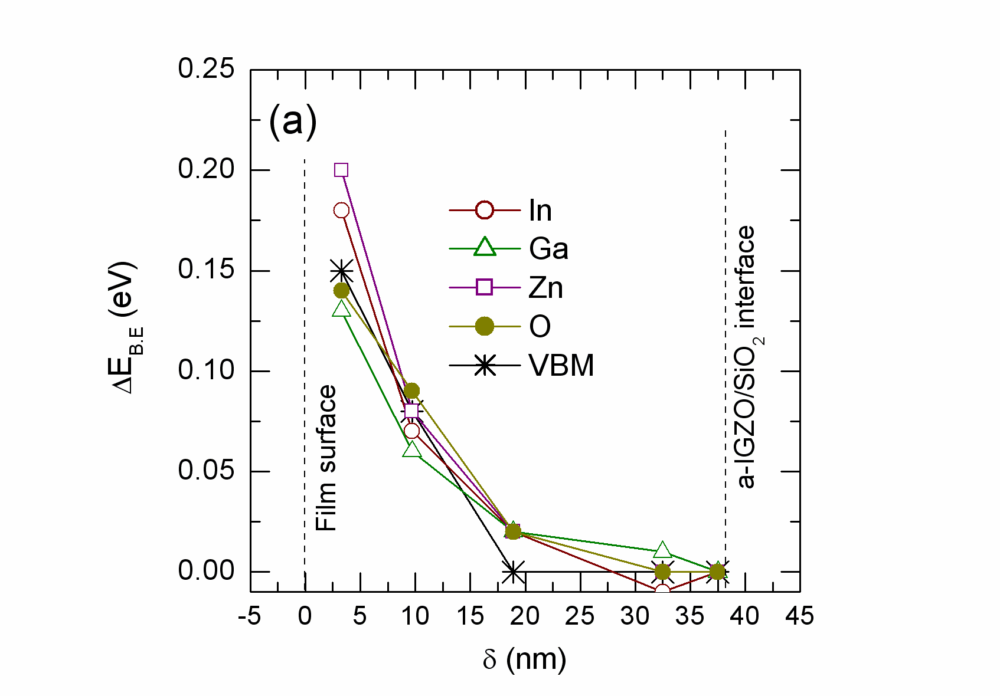 0.25
0.20
0.15
0.10
0.05
0.00
-5 0 5 10 15 20 25 30 35 40 45
ΔE_B.E (eV)
δ (nm)
(a)
In
Ga
Zn
O
VBM
Film surface
a-IGZO/SiO₂ interface